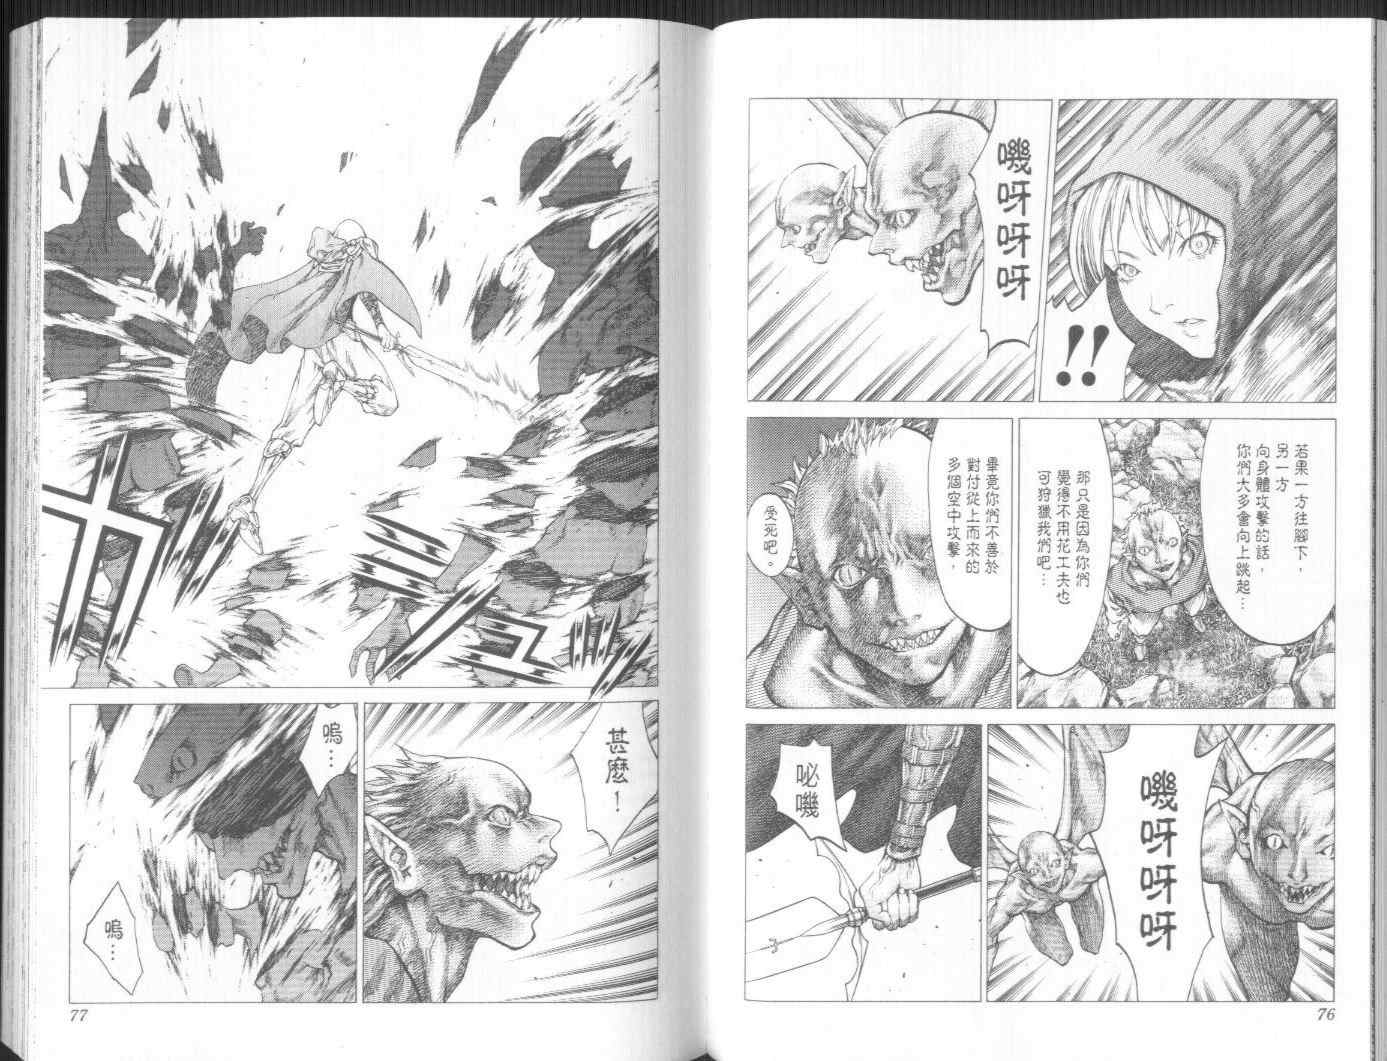 !!
嘰呀呀呀
若果一方往腳下，
另一方
向身體攻擊的話，
你們大多會向上跳起…
那只是因為你們
覺得不用花工夫也
可狩獵我們吧…
畢竟你們不善於
對付從上而來的
多個空中攻擊，
受死吧。
嘰呀呀呀
咇嘰
76
甚麼！
嗚…
嗚…
77